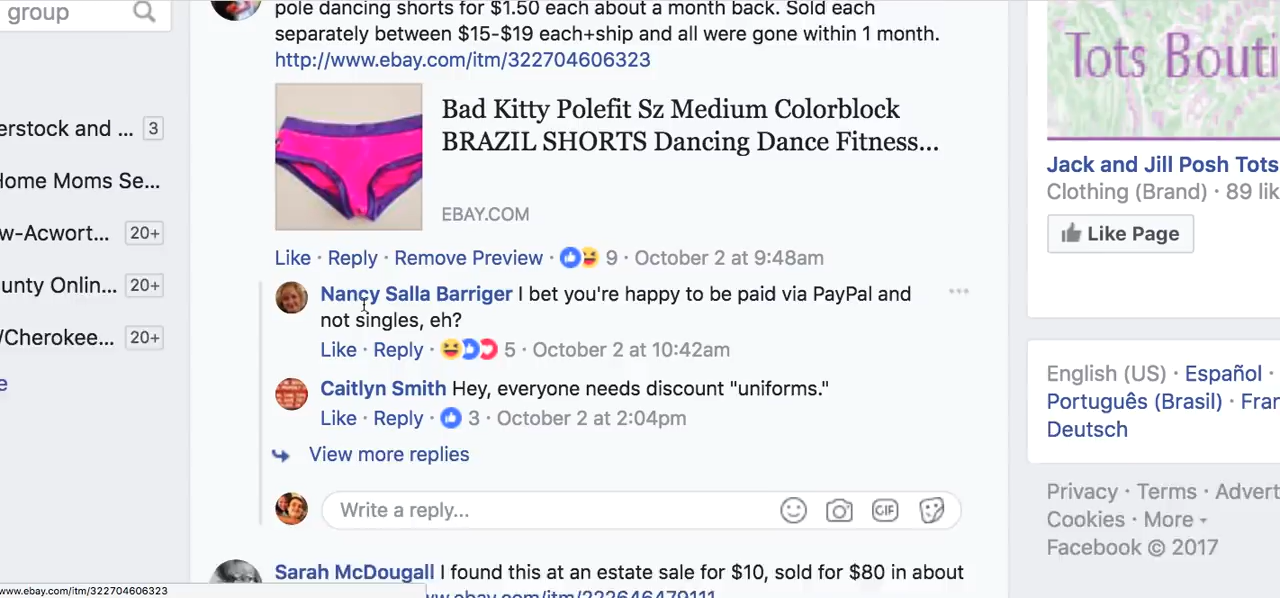 group
pole dancing shorts for $1.50 each about a month back. Sold each
separately between $15-$19 each+ship and all were gone within 1 month.
http://www.ebay.com/itm/322704606323
Bad Kitty Polefit Sz Medium Colorblock
BRAZIL SHORTS Dancing Dance Fitness...
EBAY.COM
Like · Reply · Remove Preview · 9 · October 2 at 9:48am
Nancy Salla Barriger I bet you're happy to be paid via PayPal and
not singles, eh?
Like · Reply · 5 · October 2 at 10:42am
Caitlyn Smith Hey, everyone needs discount "uniforms."
Like · Reply · 3 · October 2 at 2:04pm
View more replies
Write a reply...
GIF
Sarah McDougall I found this at an estate sale for $10, sold for $80 in about
erstock and ... 3
Home Moms Se...
w-Acwort... 20+
unty Onlin... 20+
/Cherokee... 20+
e
www.ebay.com/itm/322704606323
Tots Bouti
Jack and Jill Posh Tots
Clothing (Brand) · 89 lik
Like Page
English (US) · Español ·
Português (Brasil) · Fran
Deutsch
Privacy · Terms · Advert
Cookies · More
Facebook © 2017